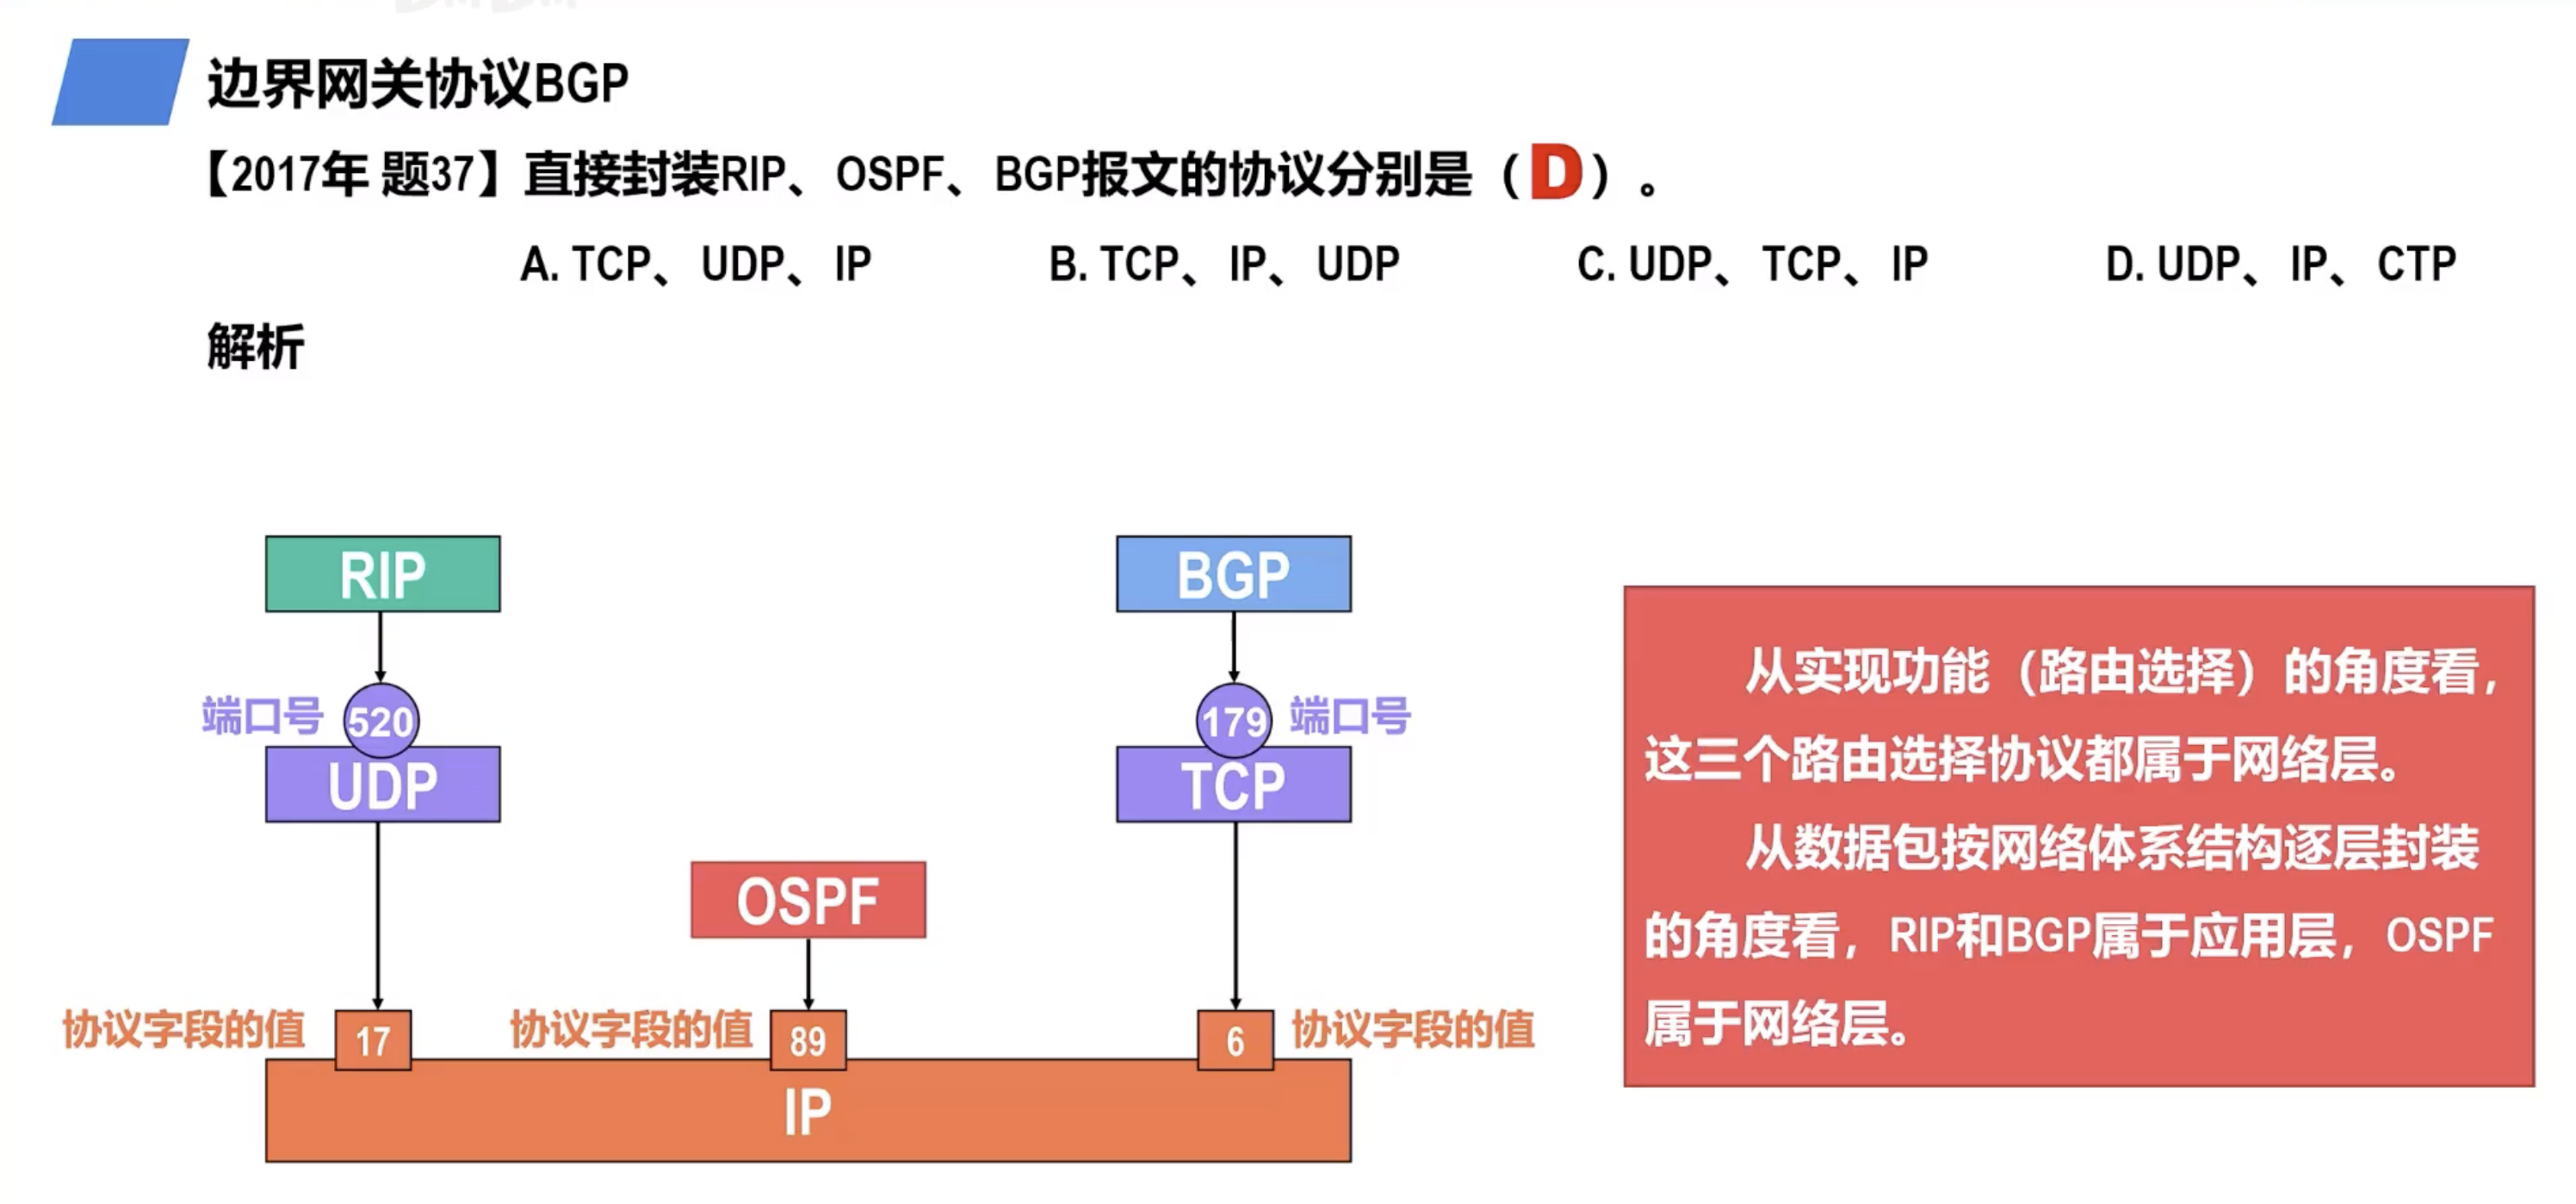 边界网关协议BGP
【2017年 题37】直接封装RIP、OSPF、BGP报文的协议分别是（D）。
A. TCP、UDP、IP B. TCP、IP、UDP C. UDP、TCP、IP D. UDP、IP、CTP
解析
RIP
BGP
端口号 520
179 端口号
UDP
TCP
OSPF
协议字段的值 17
协议字段的值 89
6 协议字段的值
IP
从实现功能（路由选择）的角度看，
这三个路由选择协议都属于网络层。
从数据包按网络体系结构逐层封装
的角度看，RIP和BGP属于应用层，OSPF
属于网络层。